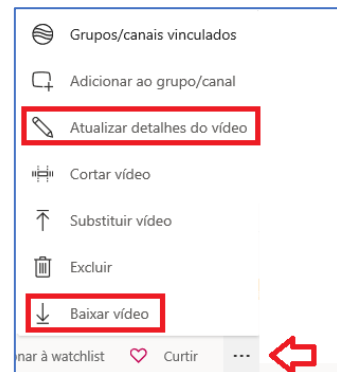 Grupos/canais vinculados
Adicionar ao grupo/canal
Atualizar detalhes do vídeo
Cortar vídeo
Substituir vídeo
Excluir
Baixar vídeo
nar à watchlist Curtir ...